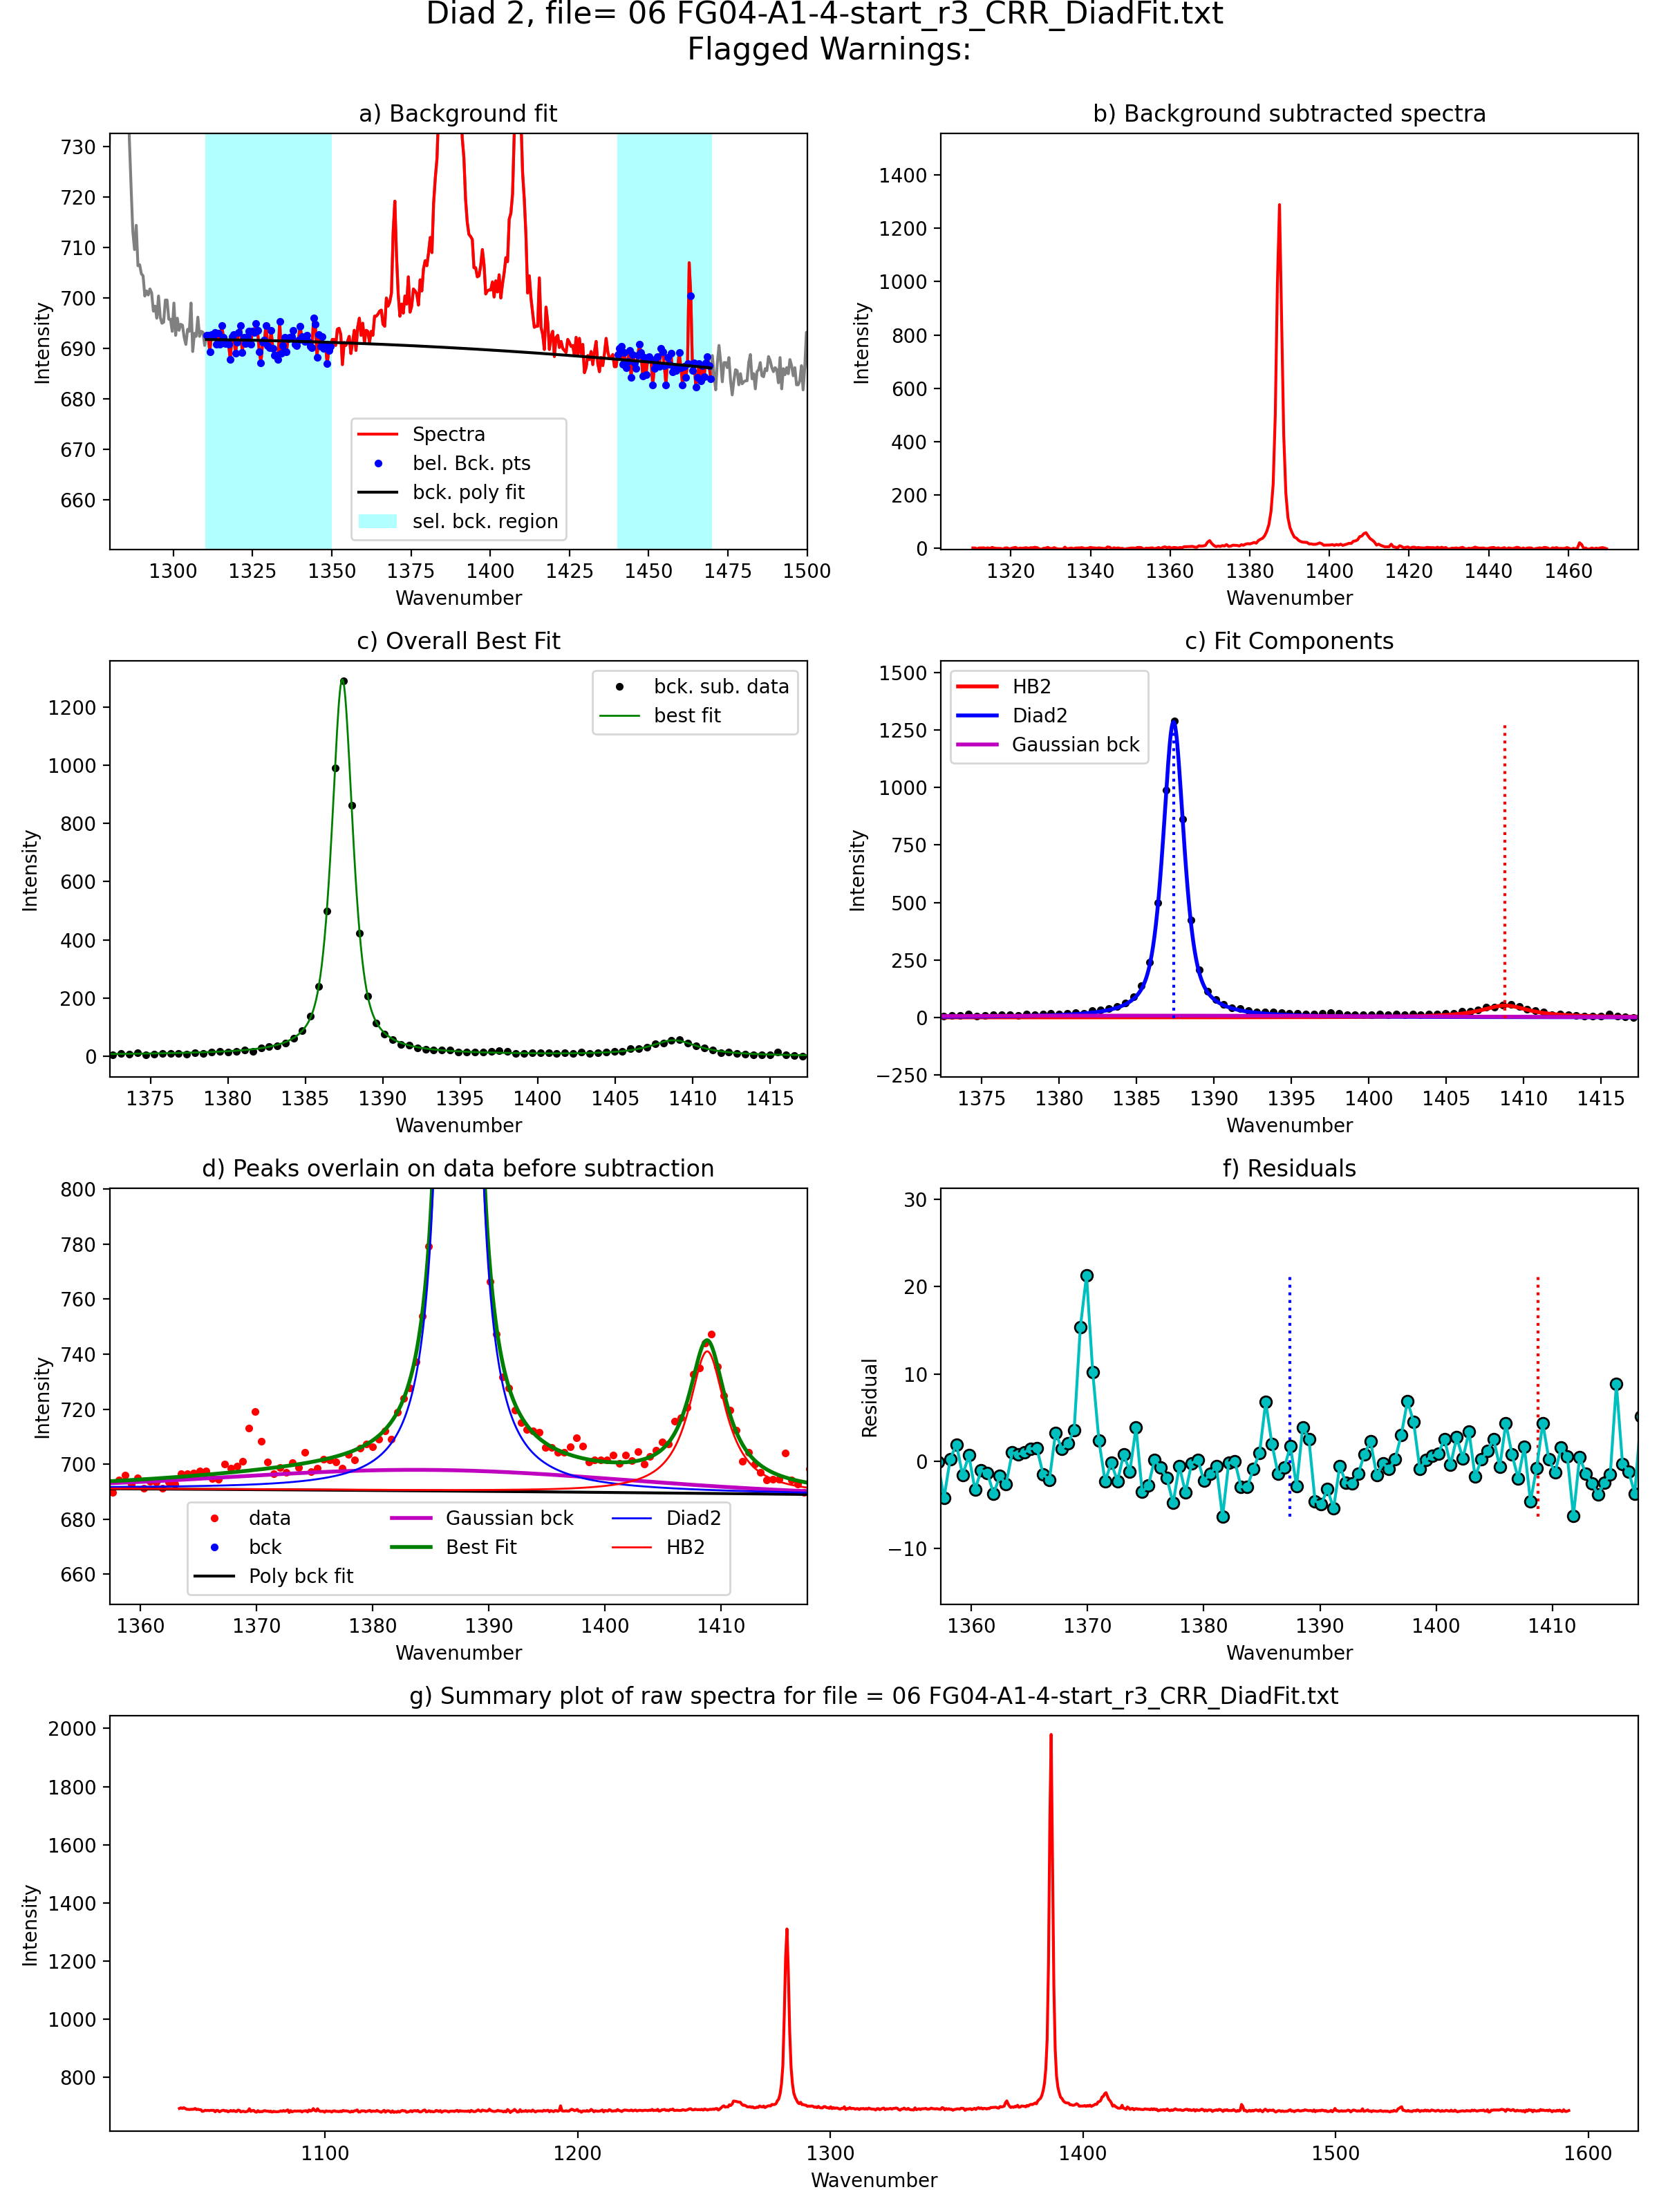 Diad 2, file= 06 FG04-A1-4-start_r3_CRR_DiadFit.txt
Flagged Warnings:
a) Background fit
730
720
710
700
690
680
670
660
Intensity
Spectra
bel. Bck. pts
bck. poly fit
sel. bck. region
1300 1325 1350 1375 1400 1425 1450 1475 1500
Wavenumber
b) Background subtracted spectra
1400
1200
1000
800
600
400
200
0
Intensity
1320 1340 1360 1380 1400 1420 1440 1460
Wavenumber
c) Overall Best Fit
1200
1000
800
600
400
200
0
Intensity
bck. sub. data
best fit
1375 1380 1385 1390 1395 1400 1405 1410 1415
Wavenumber
c) Fit Components
1500
1250
1000
750
500
250
0
−250
Intensity
HB2
Diad2
Gaussian bck
1375 1380 1385 1390 1395 1400 1405 1410 1415
Wavenumber
d) Peaks overlain on data before subtraction
800
780
760
740
720
700
680
660
Intensity
data Gaussian bck Diad2
bck Best Fit HB2
Poly bck fit
1360 1370 1380 1390 1400 1410
Wavenumber
f) Residuals
30
20
10
0
−10
Residual
1360 1370 1380 1390 1400 1410
Wavenumber
g) Summary plot of raw spectra for file = 06 FG04-A1-4-start_r3_CRR_DiadFit.txt
2000
1800
1600
1400
1200
1000
800
Intensity
1100 1200 1300 1400 1500 1600
Wavenumber